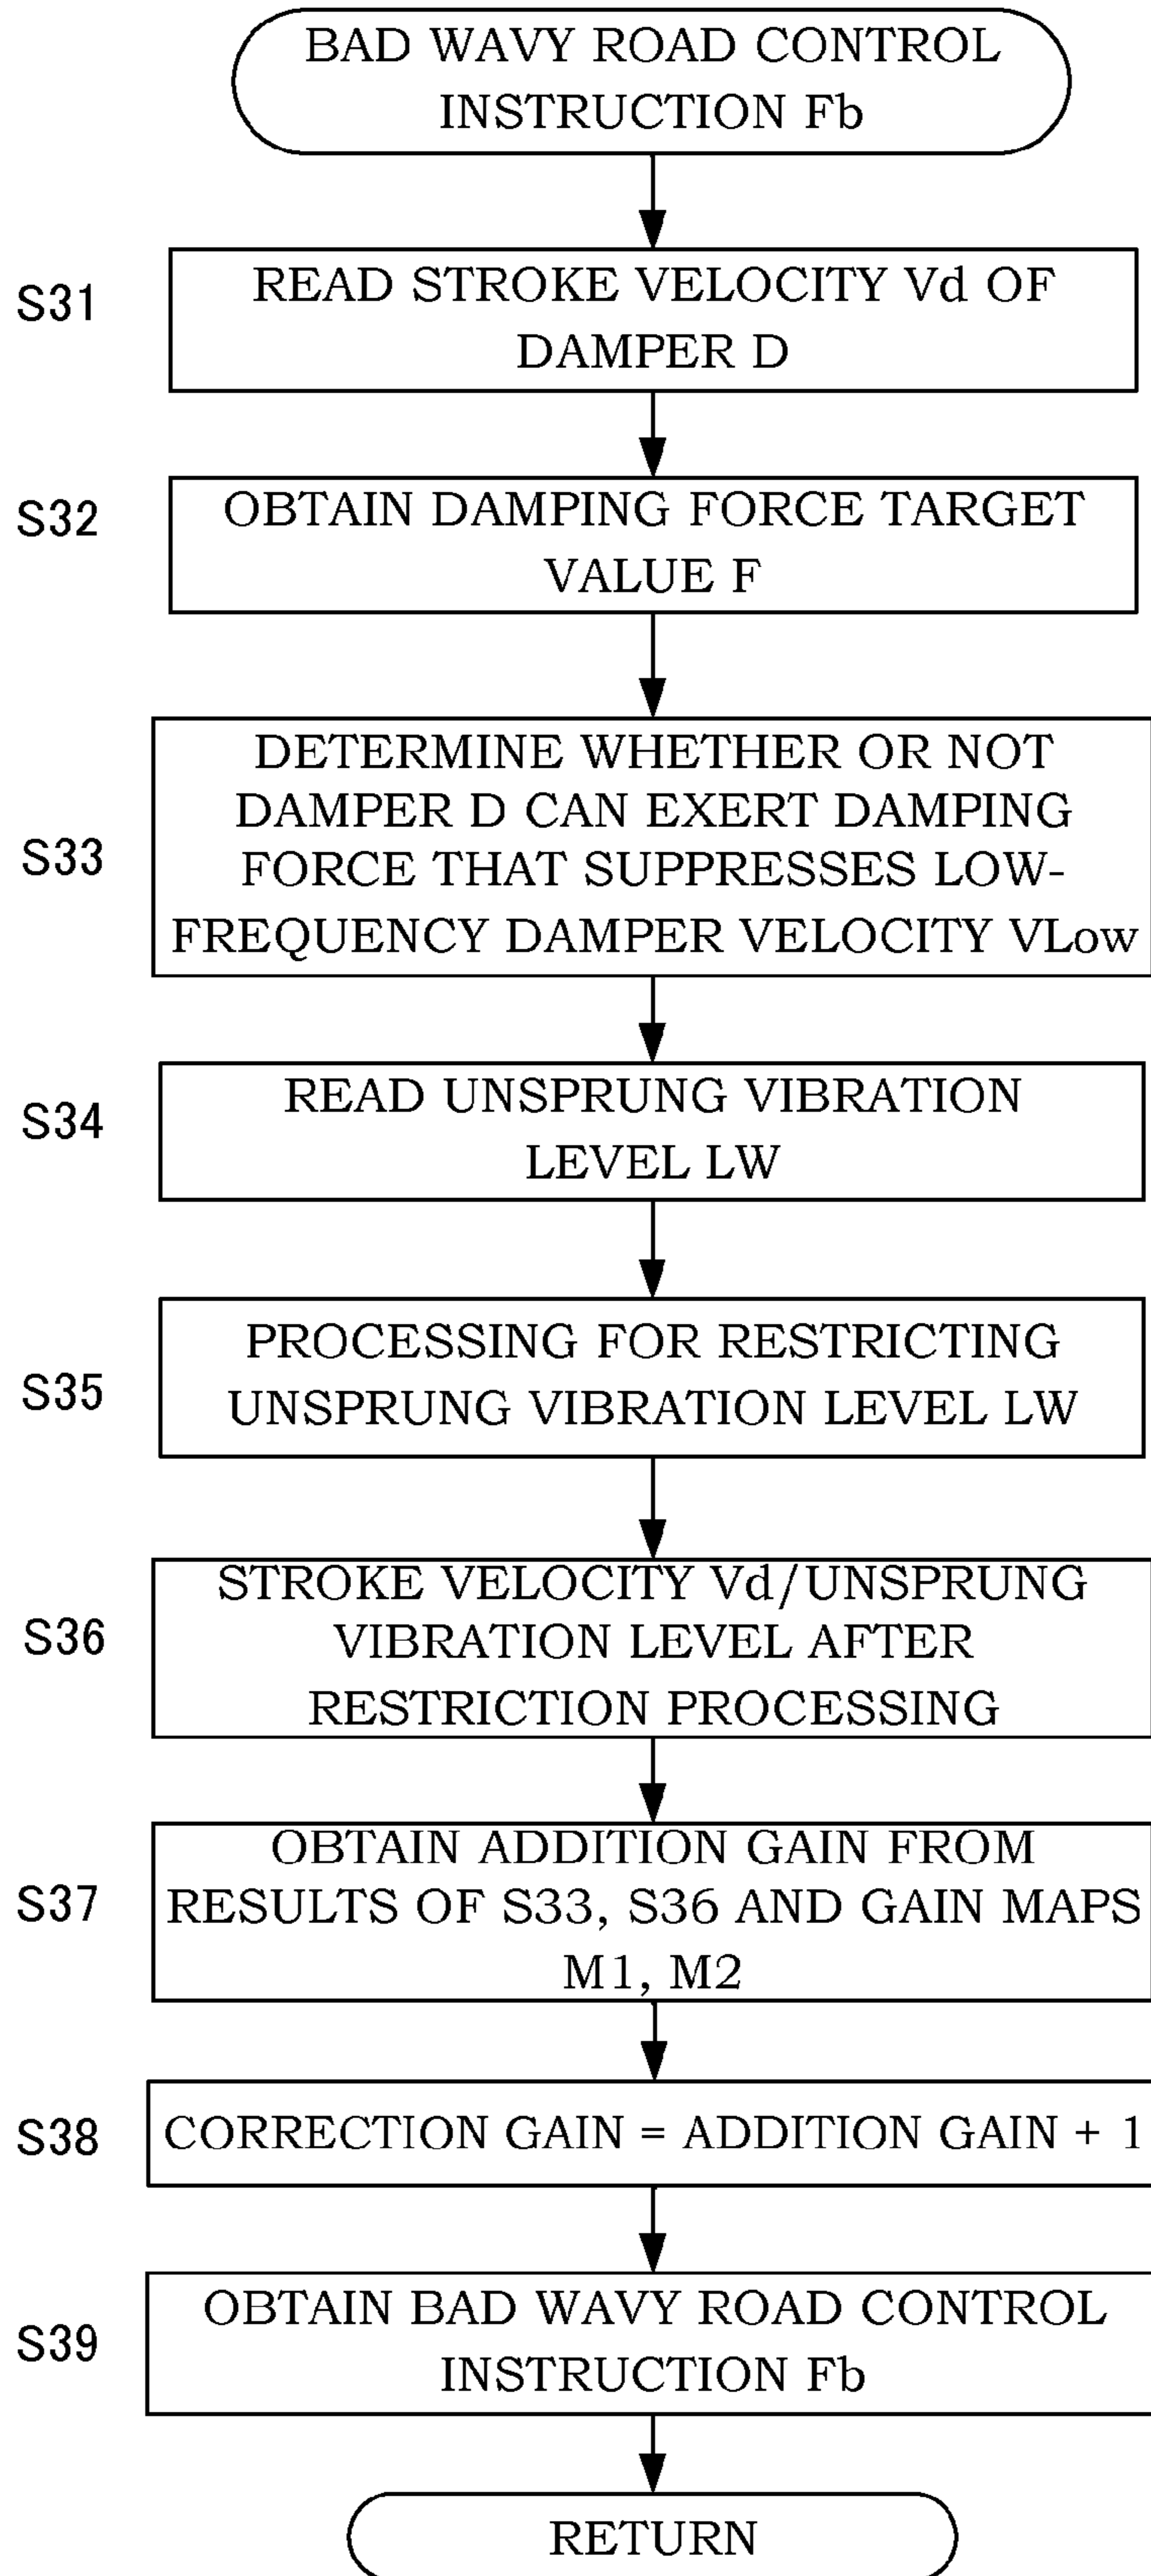 BAD WAVY ROAD CONTROL
INSTRUCTION Fb
S31
READ STROKE VELOCITY Vd OF
DAMPER D
S32
OBTAIN DAMPING FORCE TARGET
VALUE F
S33
DETERMINE WHETHER OR NOT
DAMPER D CAN EXERT DAMPING
FORCE THAT SUPPRESSES LOW-
FREQUENCY DAMPER VELOCITY VLow
S34
READ UNSPRUNG VIBRATION
LEVEL LW
S35
PROCESSING FOR RESTRICTING
UNSPRUNG VIBRATION LEVEL LW
S36
STROKE VELOCITY Vd/UNSPRUNG
VIBRATION LEVEL AFTER
RESTRICTION PROCESSING
S37
OBTAIN ADDITION GAIN FROM
RESULTS OF S33, S36 AND GAIN MAPS
M1, M2
S38
CORRECTION GAIN = ADDITION GAIN + 1
S39
OBTAIN BAD WAVY ROAD CONTROL
INSTRUCTION Fb
RETURN